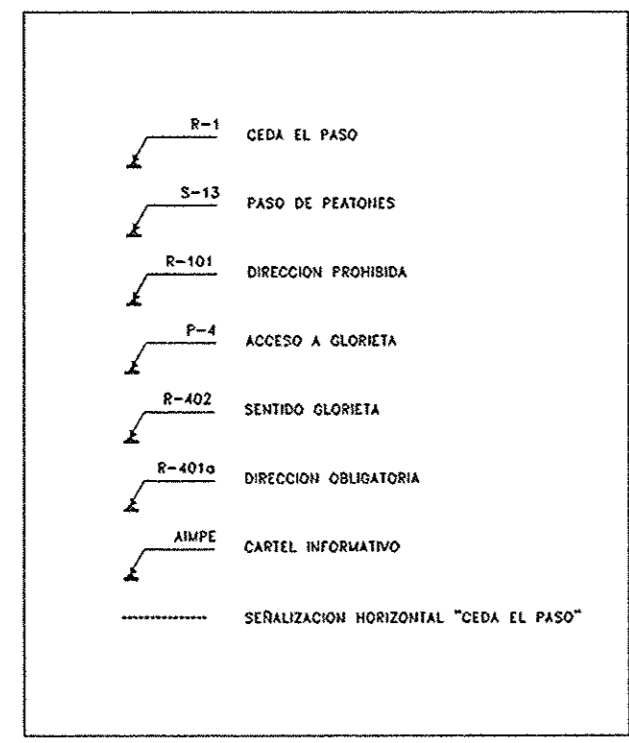 R-1 CEDA EL PASO
S-13 PASO DE PEATONES
R-101 DIRECCION PROHIBIDA
P-4 ACCESO A GLORIETA
R-402 SENTIDO GLORIETA
R-401a DIRECCION OBLIGATORIA
AIMPE CARTEL INFORMATIVO
SEÑALIZACION HORIZONTAL "CEDA EL PASO"